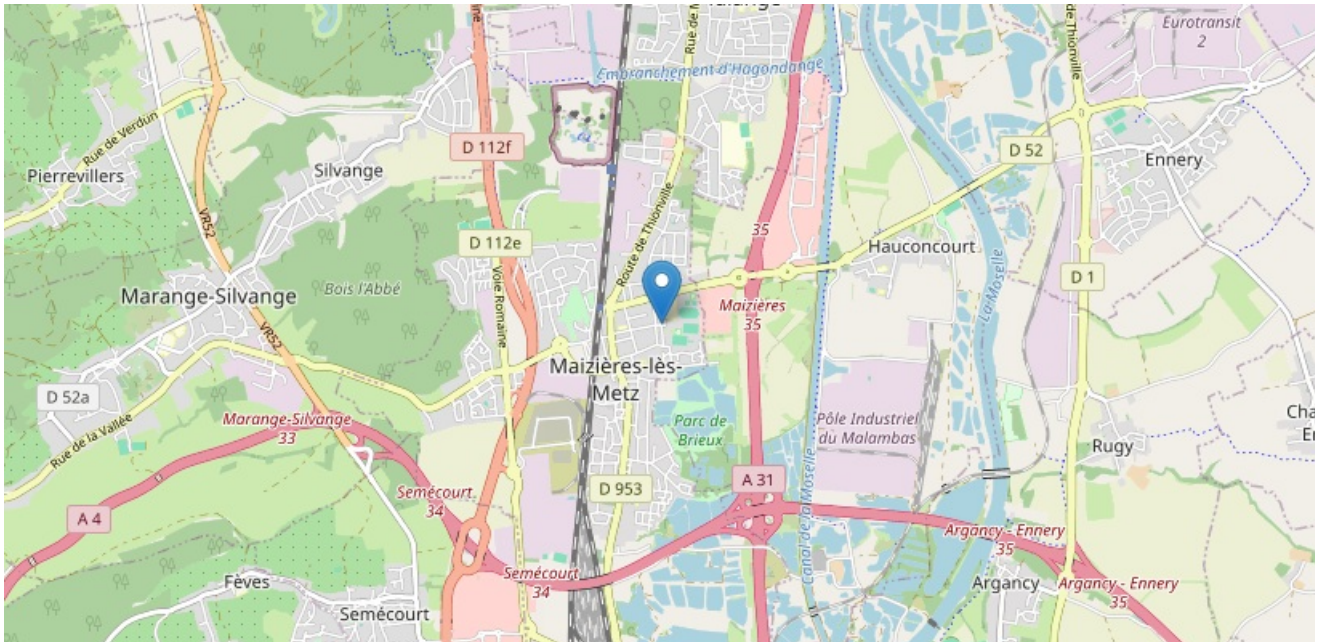 Eurotransit
2
Embranchement d'Hagondange
Rue de Verdun
Pierrevillers
Silvange
D 112f
D 52
Ennery
VR52
Route de Thionville
35
D 112e
Voie Romaine
Hauconcourt
D 1
La Moselle
Marange-Silvange
Bois l'Abbé
Maizières
35
VR52
Maizières-lès-
Metz
D 52a
Rue de la Vallée
Marange-Silvange
33
Parc de
Brieux
Pôle Industriel
du Malambas
Rugy
A 4
Semécourt
34
D 953
A 31
Canal de la Moselle
Argancy - Ennery
35
Fèves
Semécourt
34
Semécourt
Argancy
Argancy - Ennery
35
de Thionville